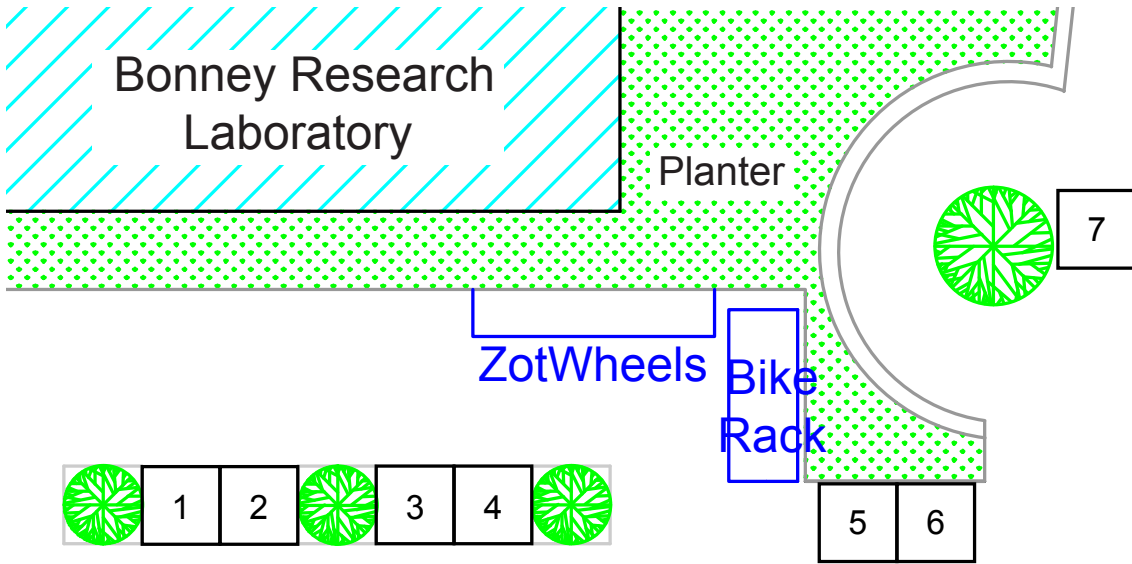 Bonney Research
Laboratory
Planter
7
ZotWheels
Bike
Rack
1
2
3
4
5
6